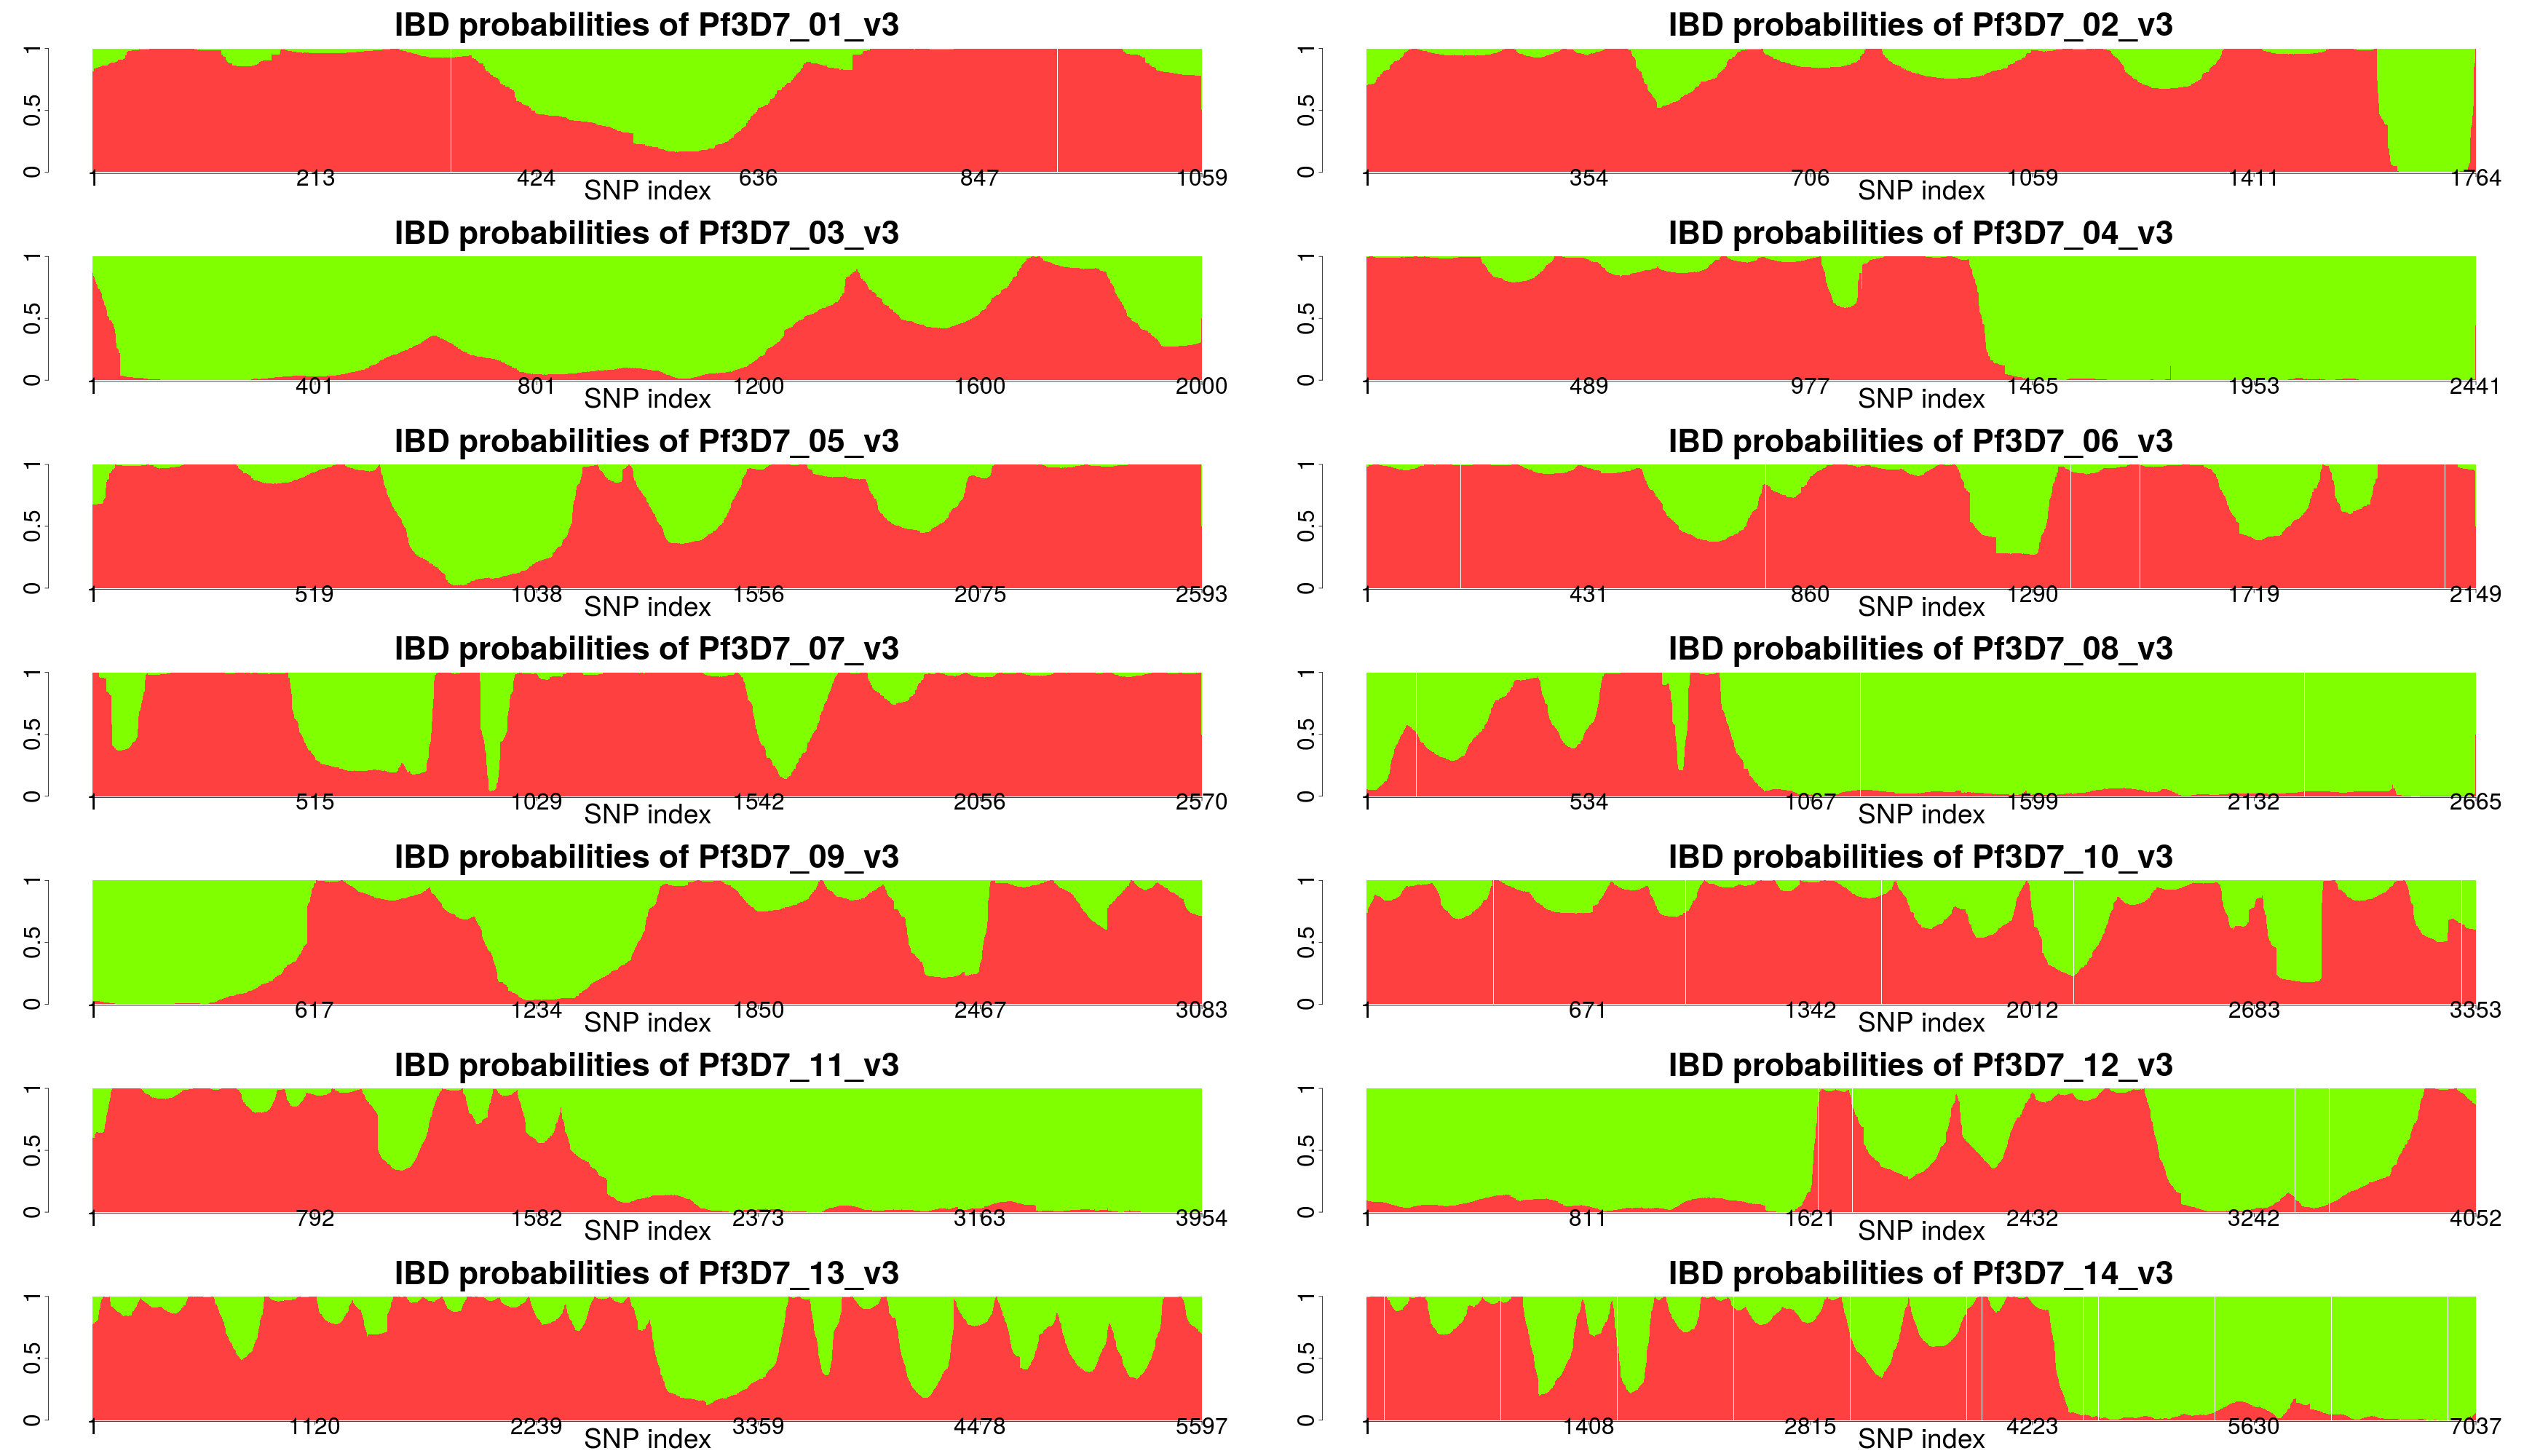 IBD probabilities of Pf3D7_01_v3
0 0.5 1
1 213 424 636 847 1059
SNP index
IBD probabilities of Pf3D7_02_v3
0 0.5 1
1 354 706 1059 1411 1764
SNP index
IBD probabilities of Pf3D7_03_v3
0 0.5 1
1 401 801 1200 1600 2000
SNP index
IBD probabilities of Pf3D7_04_v3
0 0.5 1
1 489 977 1465 1953 2441
SNP index
IBD probabilities of Pf3D7_05_v3
0 0.5 1
1 519 1038 1556 2075 2593
SNP index
IBD probabilities of Pf3D7_06_v3
0 0.5 1
1 431 860 1290 1719 2149
SNP index
IBD probabilities of Pf3D7_07_v3
0 0.5 1
1 515 1029 1542 2056 2570
SNP index
IBD probabilities of Pf3D7_08_v3
0 0.5 1
1 534 1067 1599 2132 2665
SNP index
IBD probabilities of Pf3D7_09_v3
0 0.5 1
1 617 1234 1850 2467 3083
SNP index
IBD probabilities of Pf3D7_10_v3
0 0.5 1
1 671 1342 2012 2683 3353
SNP index
IBD probabilities of Pf3D7_11_v3
0 0.5 1
1 792 1582 2373 3163 3954
SNP index
IBD probabilities of Pf3D7_12_v3
0 0.5 1
1 811 1621 2432 3242 4052
SNP index
IBD probabilities of Pf3D7_13_v3
0 0.5 1
1 1120 2239 3359 4478 5597
SNP index
IBD probabilities of Pf3D7_14_v3
0 0.5 1
1 1408 2815 4223 5630 7037
SNP index